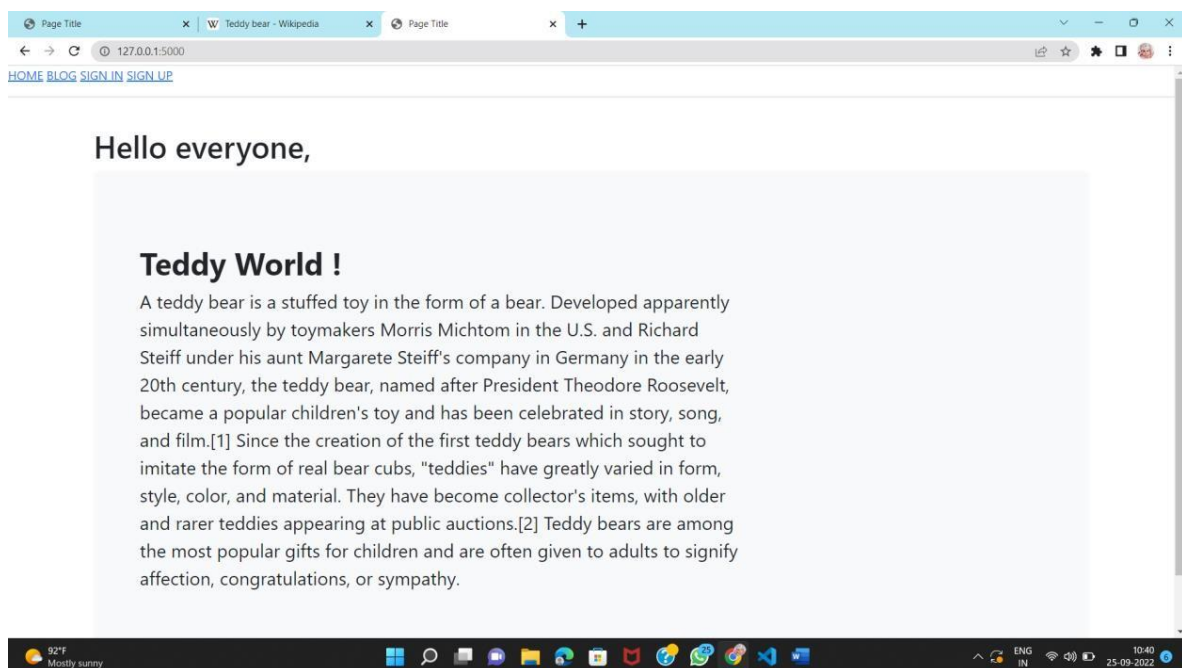 Page Title
W Teddy bear - Wikipedia
Page Title
127.0.0.1:5000
HOME BLOG SIGN IN SIGN UP
Hello everyone,
Teddy World !
A teddy bear is a stuffed toy in the form of a bear. Developed apparently
simultaneously by toymakers Morris Michtom in the U.S. and Richard
Steiff under his aunt Margarete Steiff's company in Germany in the early
20th century, the teddy bear, named after President Theodore Roosevelt,
became a popular children's toy and has been celebrated in story, song,
and film.[1] Since the creation of the first teddy bears which sought to
imitate the form of real bear cubs, "teddies" have greatly varied in form,
style, color, and material. They have become collector's items, with older
and rarer teddies appearing at public auctions.[2] Teddy bears are among
the most popular gifts for children and are often given to adults to signify
affection, congratulations, or sympathy.
92°F
Mostly sunny
25
ENG
IN
10:40
25-09-2022
6